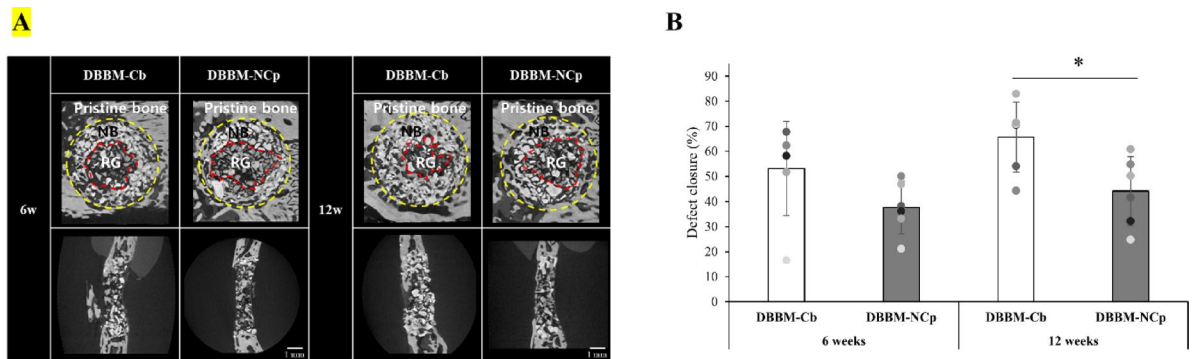 A
DBBM-Cb DBBM-NCp DBBM-Cb DBBM-NCp
Pristine bone Pristine bone Pristine bone Pristine bone
NB NB NB NB
RG RG RG RG
6w 12w
1 mm 1 mm
B
*
Defect closure (%)
90
80
70
60
50
40
30
20
10
0
DBBM-Cb DBBM-NCp DBBM-Cb DBBM-NCp
6 weeks 12 weeks